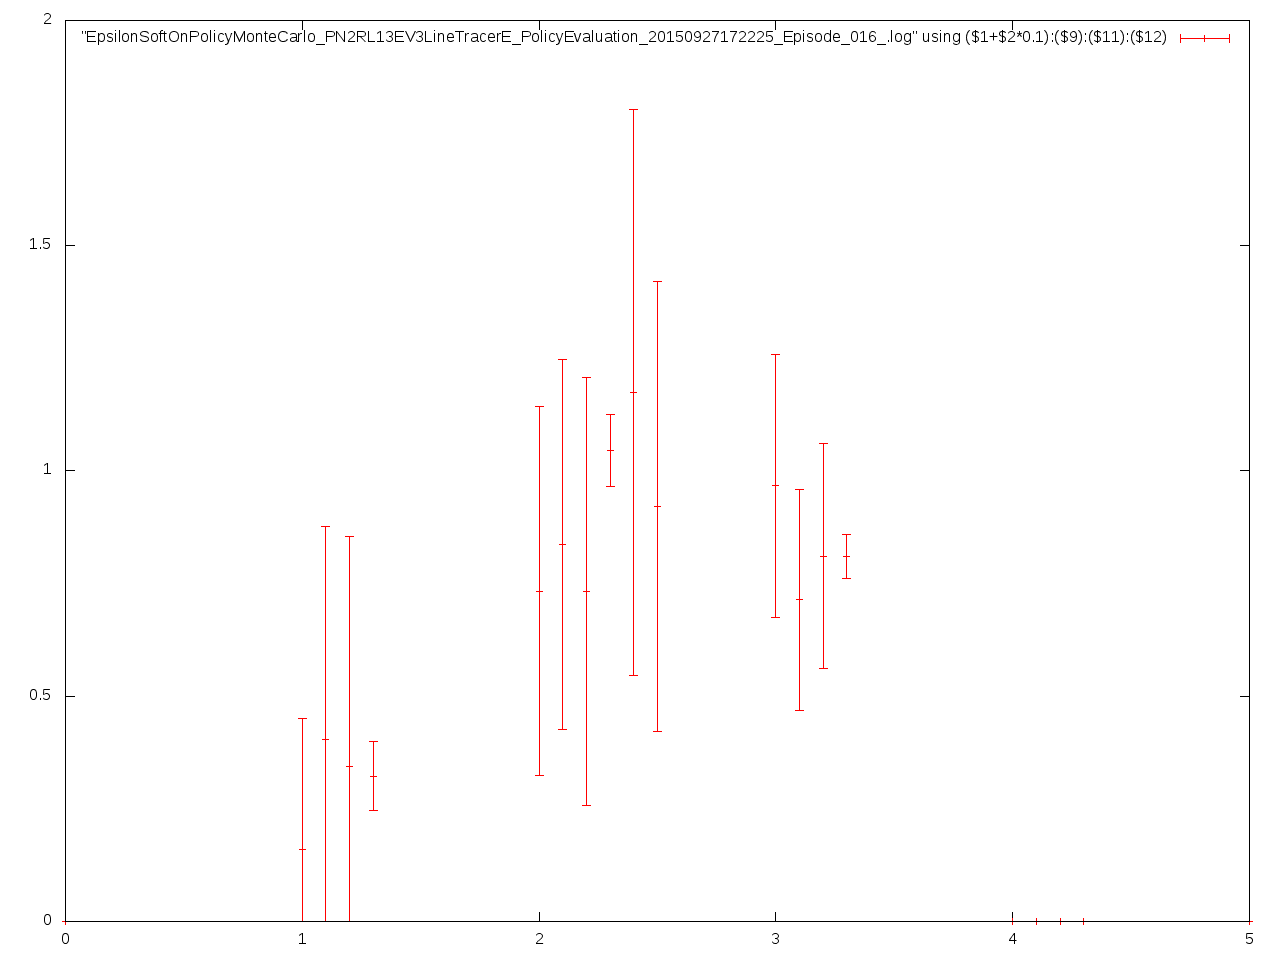 2
"EpsilonSoftOnPolicyMonteCarlo_PN2RL13EV3LineTracerE_PolicyEvaluation_20150927172225_Episode_016_.log" using ($1+$2*0.1):($9):($11):($12)
1.5
1
0.5
0
0 1 2 3 4 5